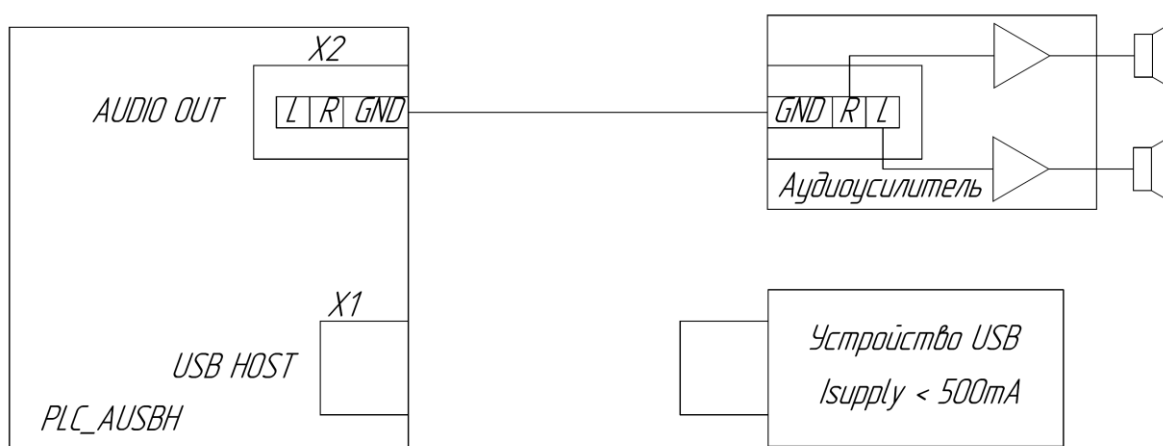 X2
AUDIO OUT
L R GND
GND R L
Аудиоусилитель
X1
USB HOST
PLC_AUSBH
Устройство USB
Isupply < 500mA